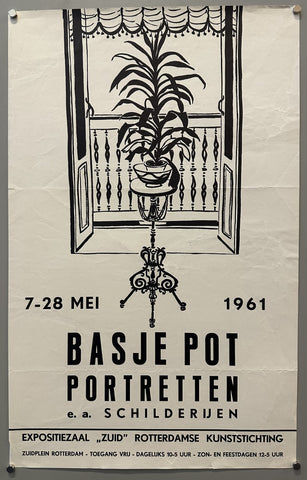 7-28 MEI 1961
BASJE POT
PORTRETTEN
e. a. SCHILDERIJEN
EXPOSITIEZAAL „ZUID" ROTTERDAMSE KUNSTSTICHTING
ZUIDPLEIN ROTTERDAM - TOEGANG VRIJ - DAGELIJKS 10-5 UUR - ZON- EN FEESTDAGEN 12-5 UUR